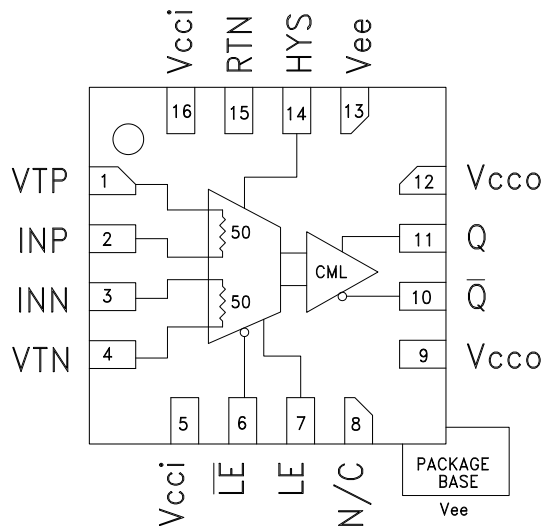 Vcci
RTN
HYS
Vee
16
15
14
13
VTP
1
12
Vcco
50
INP
2
11
Q
CML
INN
3
50
10
Q̅
VTN
4
9
Vcco
5
6
7
8
Vcci
L̅E̅
LE
N/C
PACKAGE
BASE
Vee